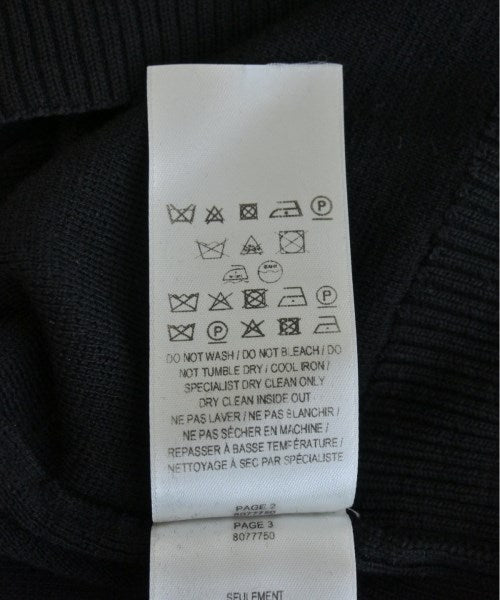 DO NOT WASH / DO NOT BLEACH / DO
NOT TUMBLE DRY / COOL IRON /
SPECIALIST DRY CLEAN ONLY
DRY CLEAN INSIDE OUT
NE PAS LAVER / NE PAS BLANCHIR /
NE PAS SÉCHER EN MACHINE /
REPASSER À BASSE TEMPÉRATURE /
NETTOYAGE À SEC PAR SPÉCIALISTE
PAGE 2
8077750
PAGE 3
8077750
SEULEMENT